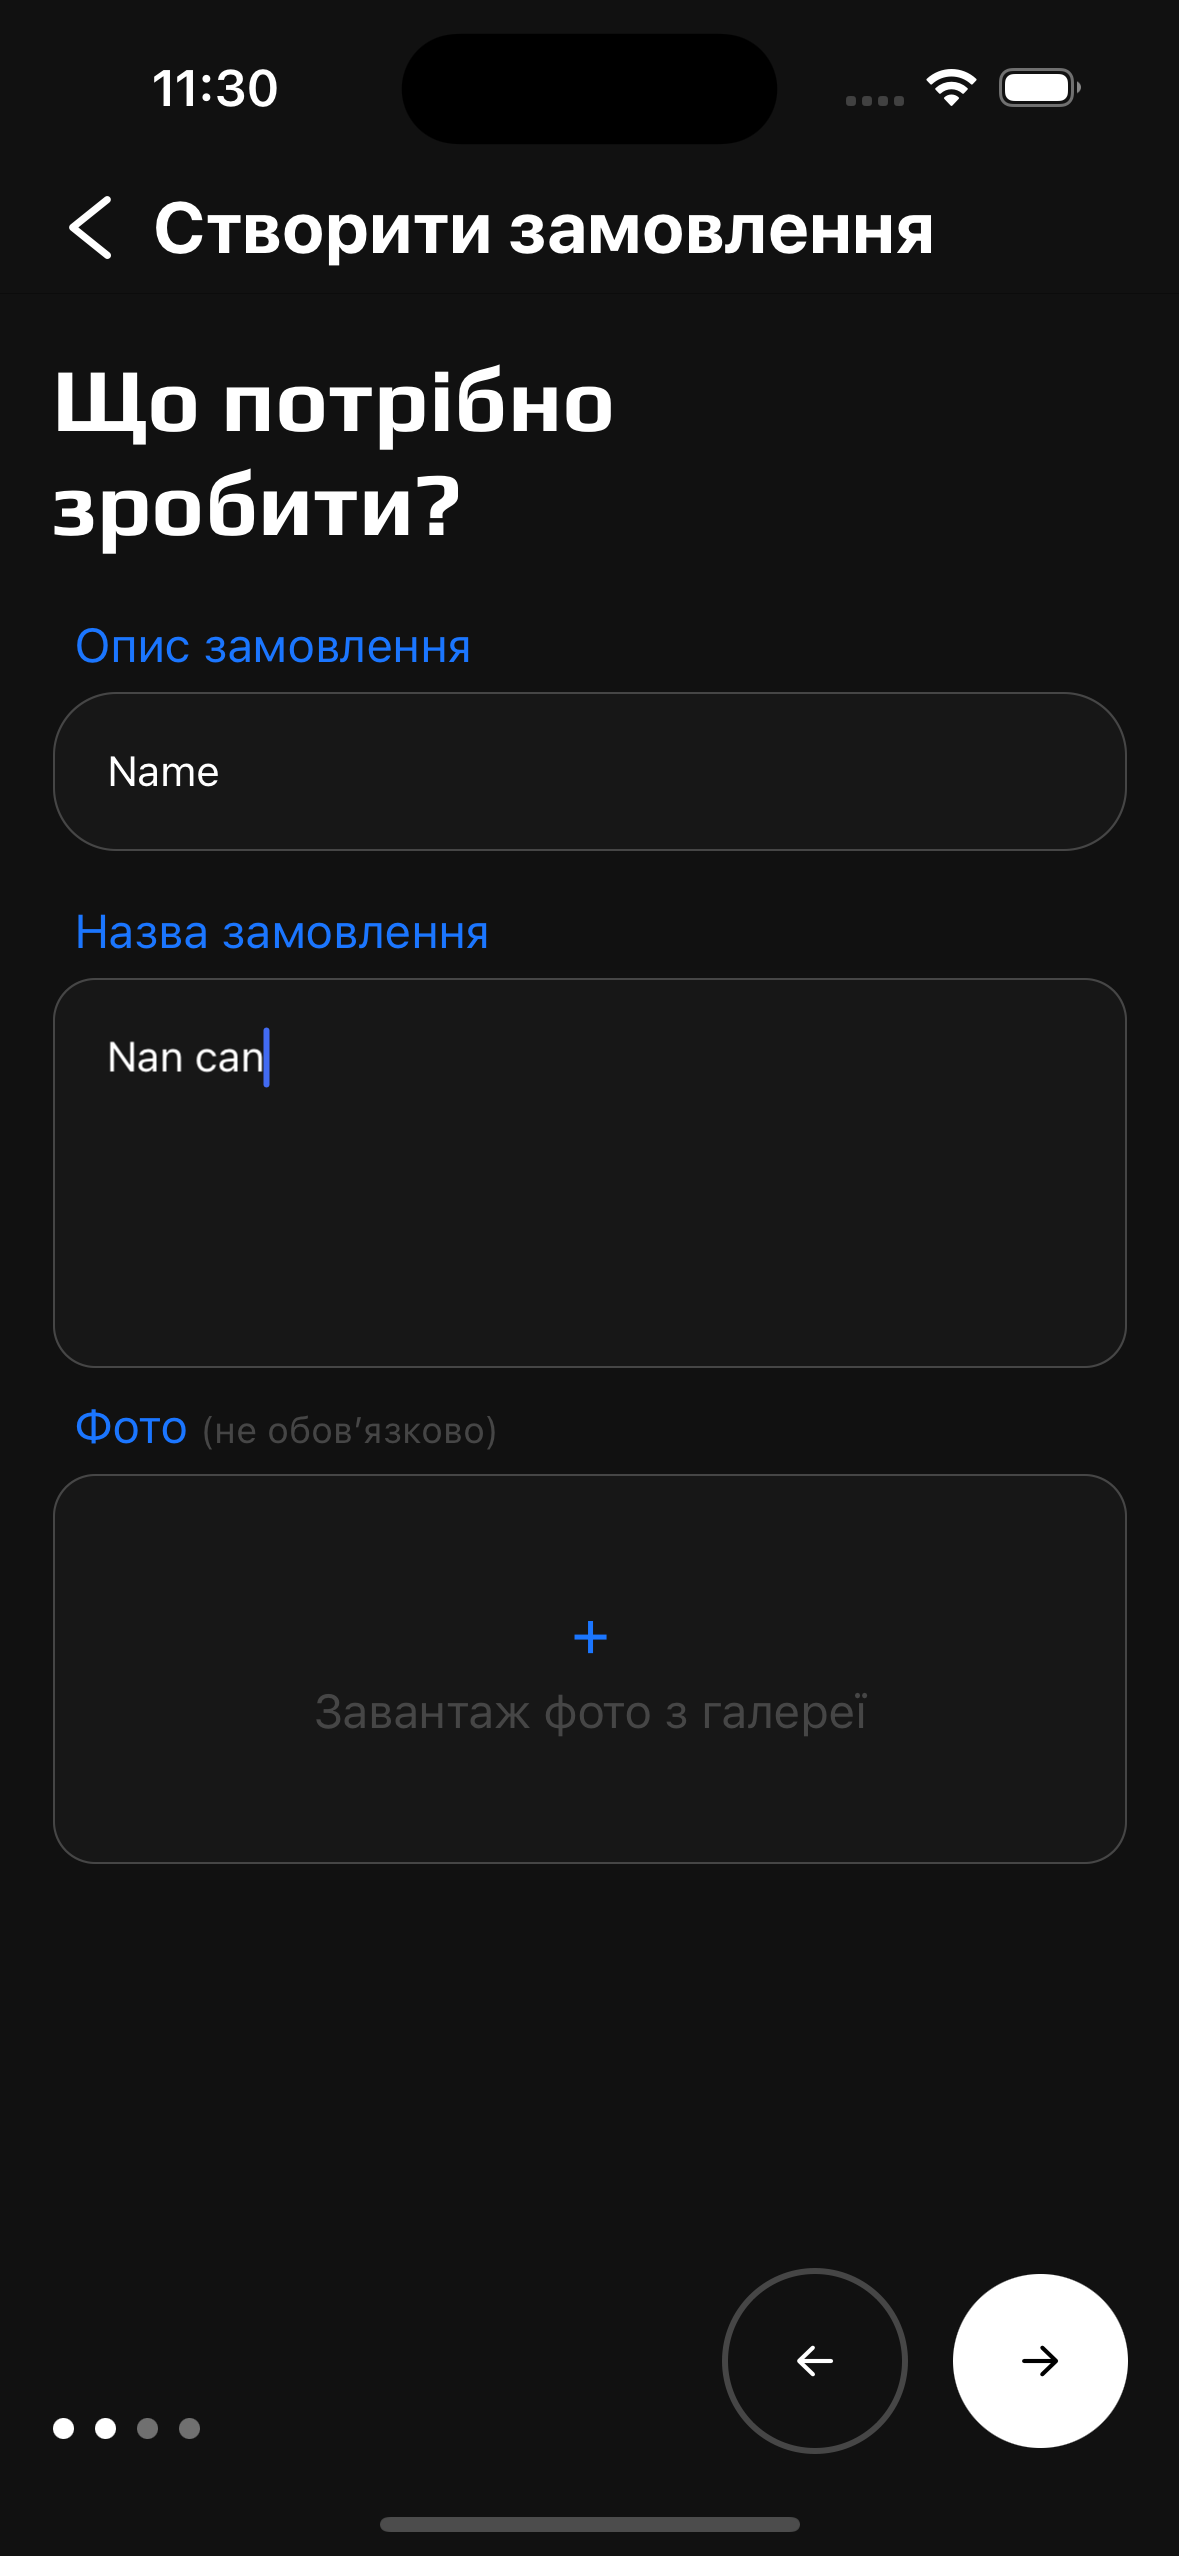 11:30
Створити замовлення
Що потрібно
зробити?
Опис замовлення
Name
Назва замовлення
Nan can
Фото (не обов’язково)
+
Завантаж фото з галереї